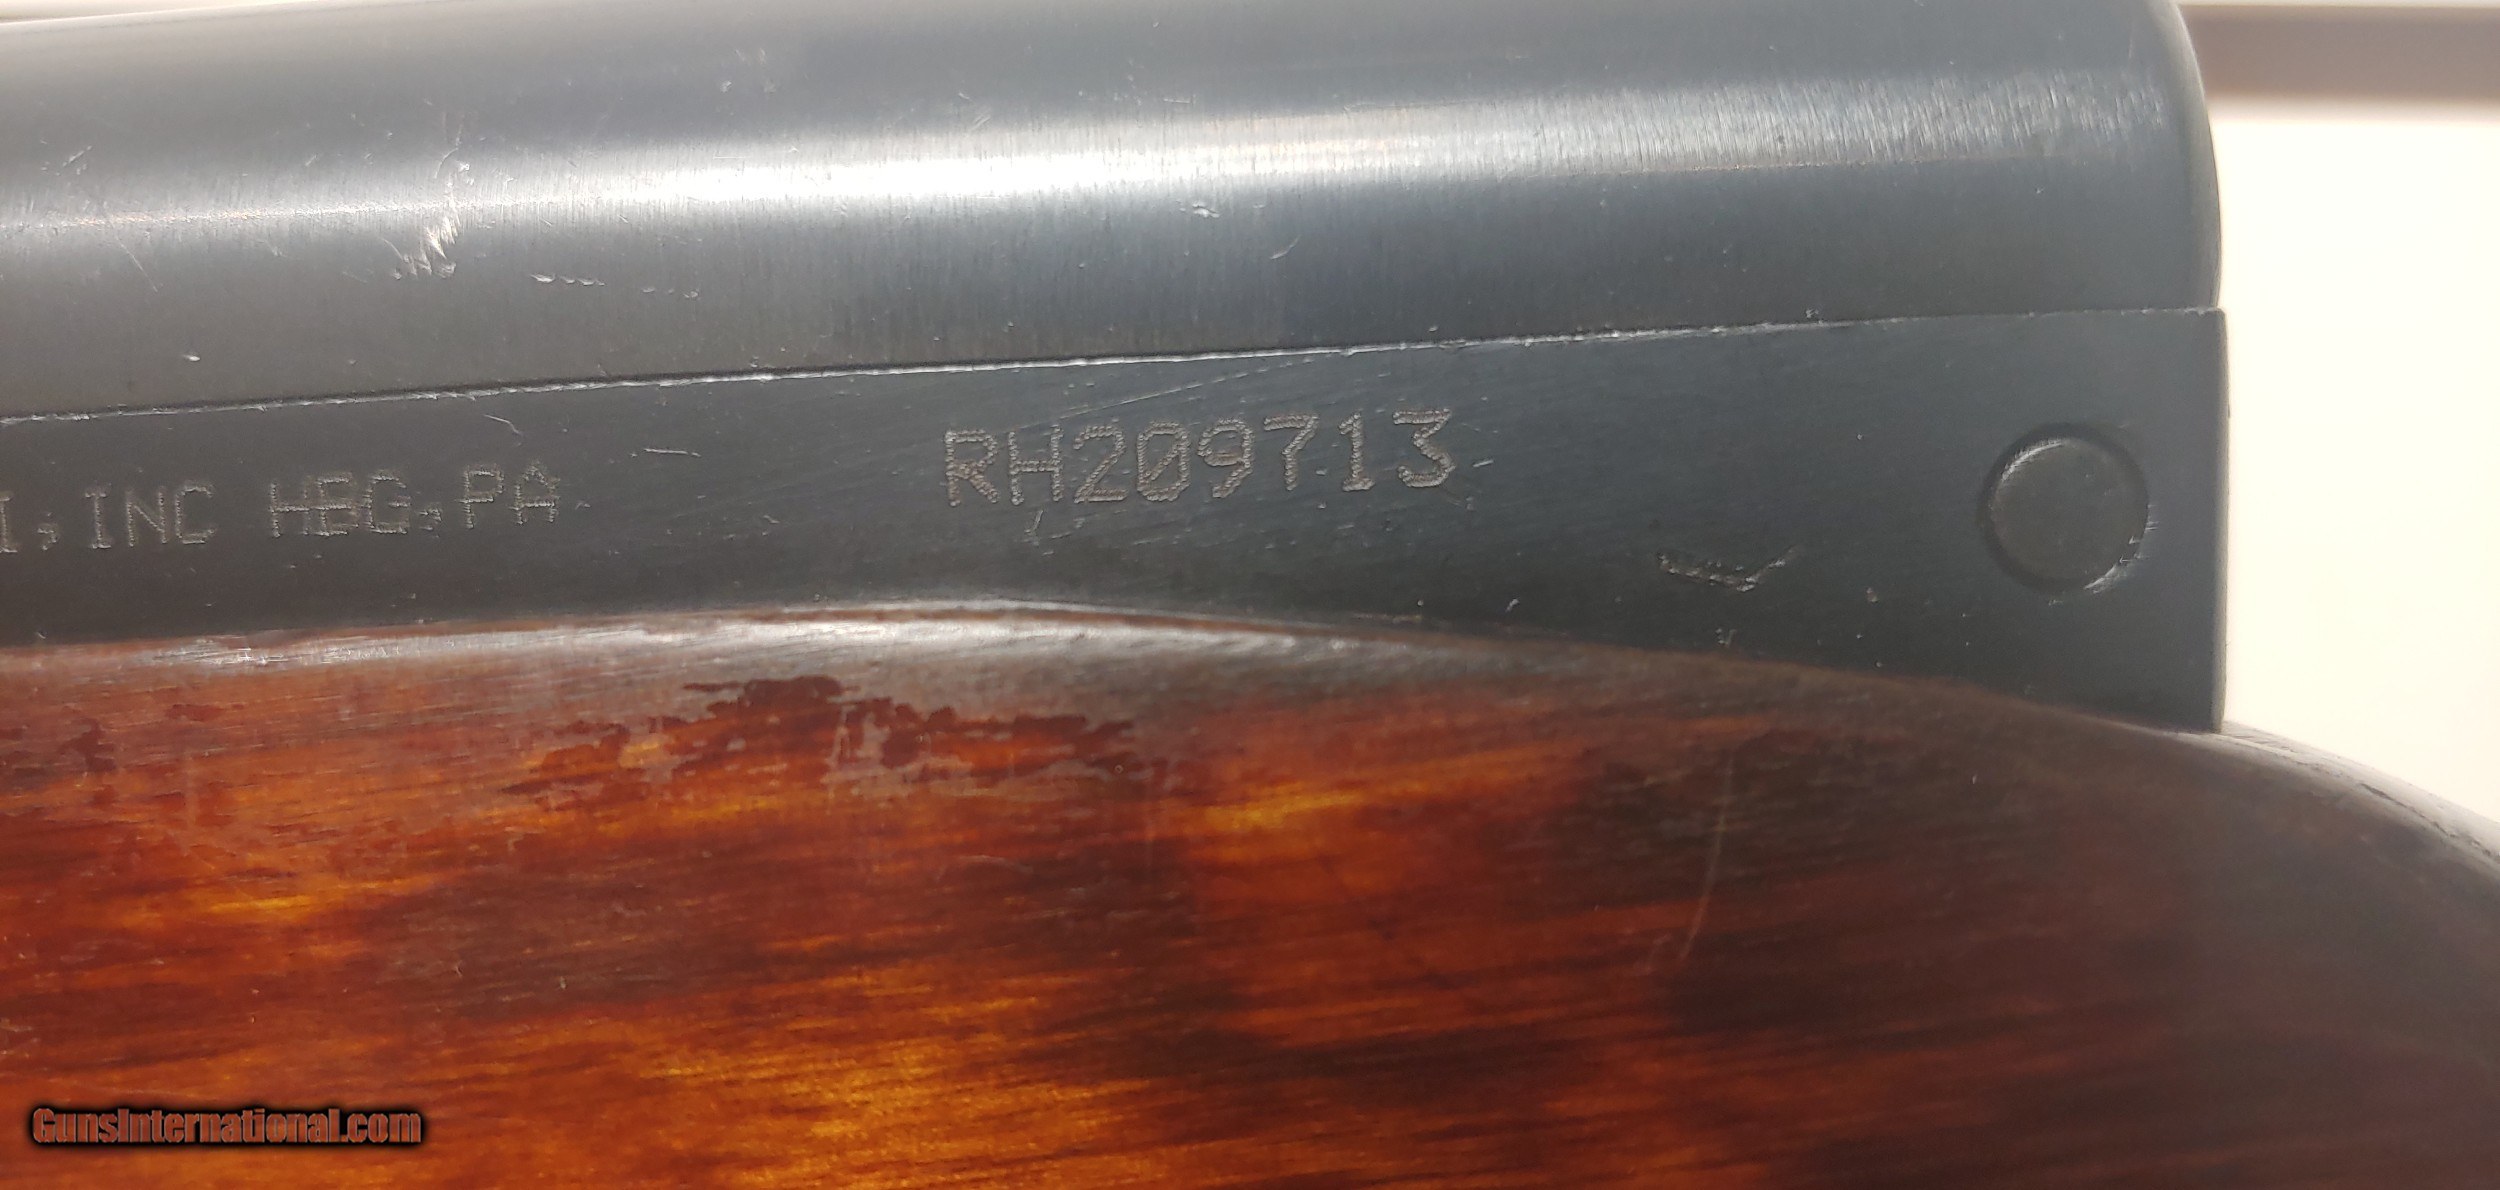 I, INC HBG, PA
RH209713
GunsInternational.com